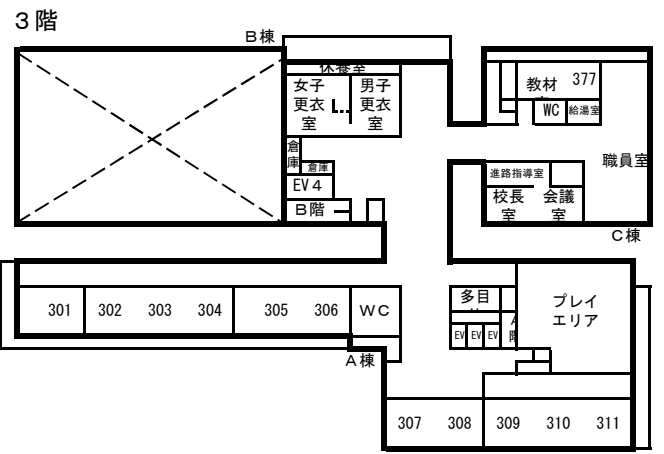 ３階
Ｂ棟
休養室
女子
更衣
室
男子
更衣
室
教材
377
WC
給湯室
職員室
倉
庫
倉庫
EV４
Ｂ階
進路指導室
校長
室
会議
室
Ｃ棟
301
302
303
304
305
306
ＷＣ
多目
EV
EV
EV
プレイ
エリア
Ａ棟
307
308
309
310
311